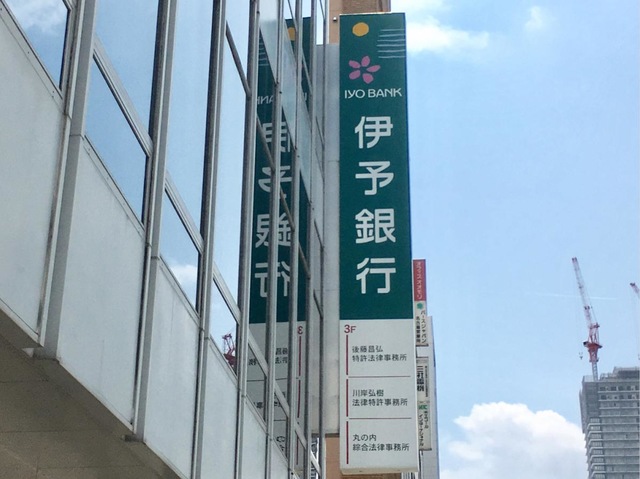 IYO BANK
伊予銀行
3F
後藤昌弘
特許法律事務所
川岸弘樹
法律特許事務所
丸の内
綜合法律事務所